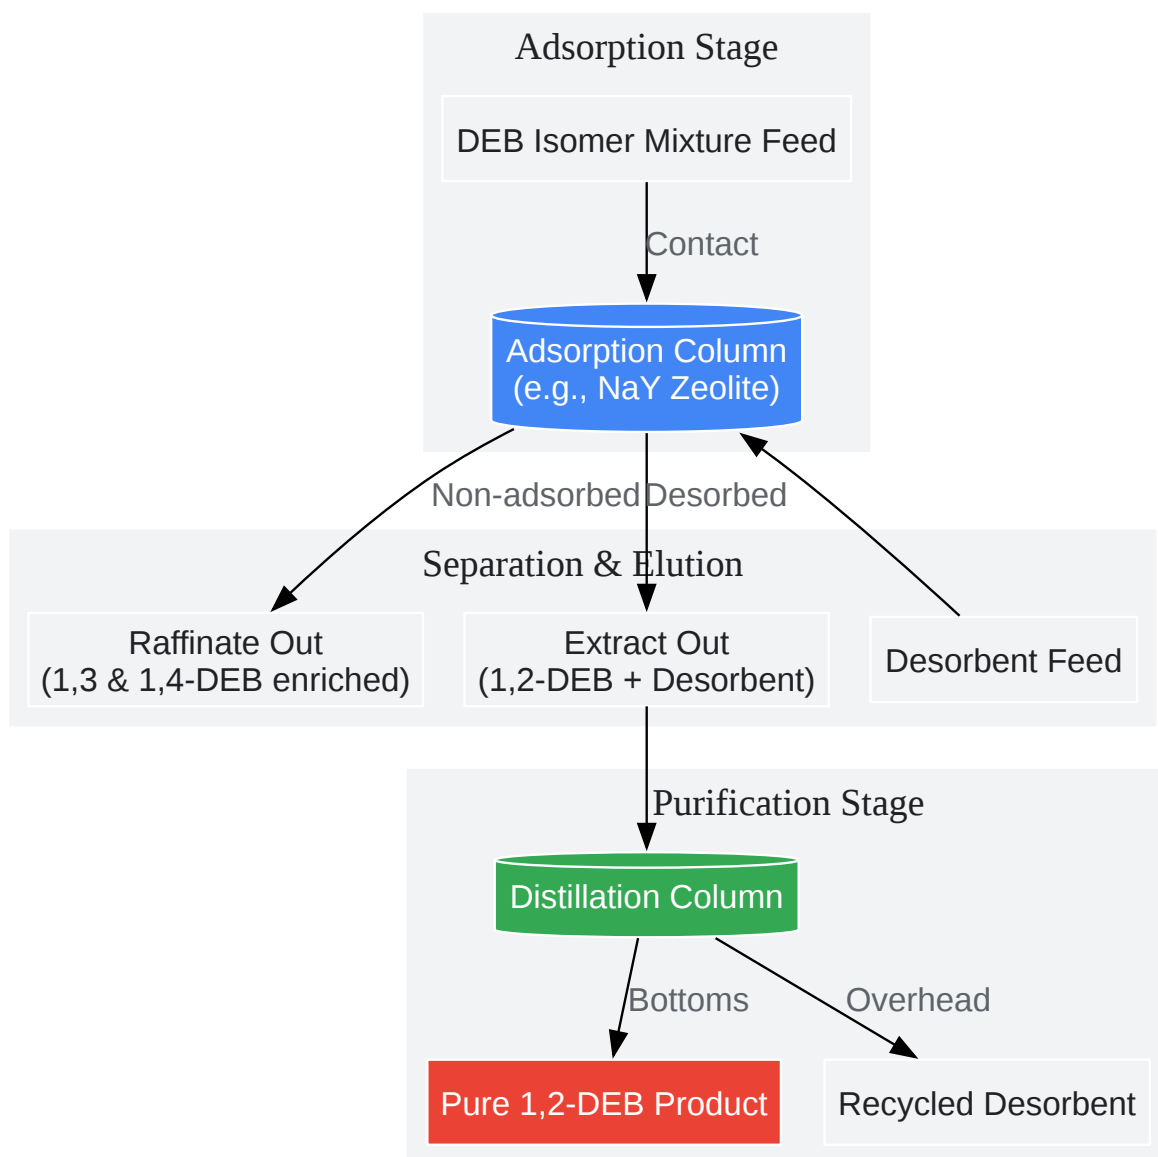 Adsorption Stage
DEB Isomer Mixture Feed
Contact
Adsorption Column
(e.g., NaY Zeolite)
Non-adsorbed
Desorbed
Separation & Elution
Raffinate Out
(1,3 & 1,4-DEB enriched)
Extract Out
(1,2-DEB + Desorbent)
Desorbent Feed
Purification Stage
Distillation Column
Bottoms
Overhead
Pure 1,2-DEB Product
Recycled Desorbent